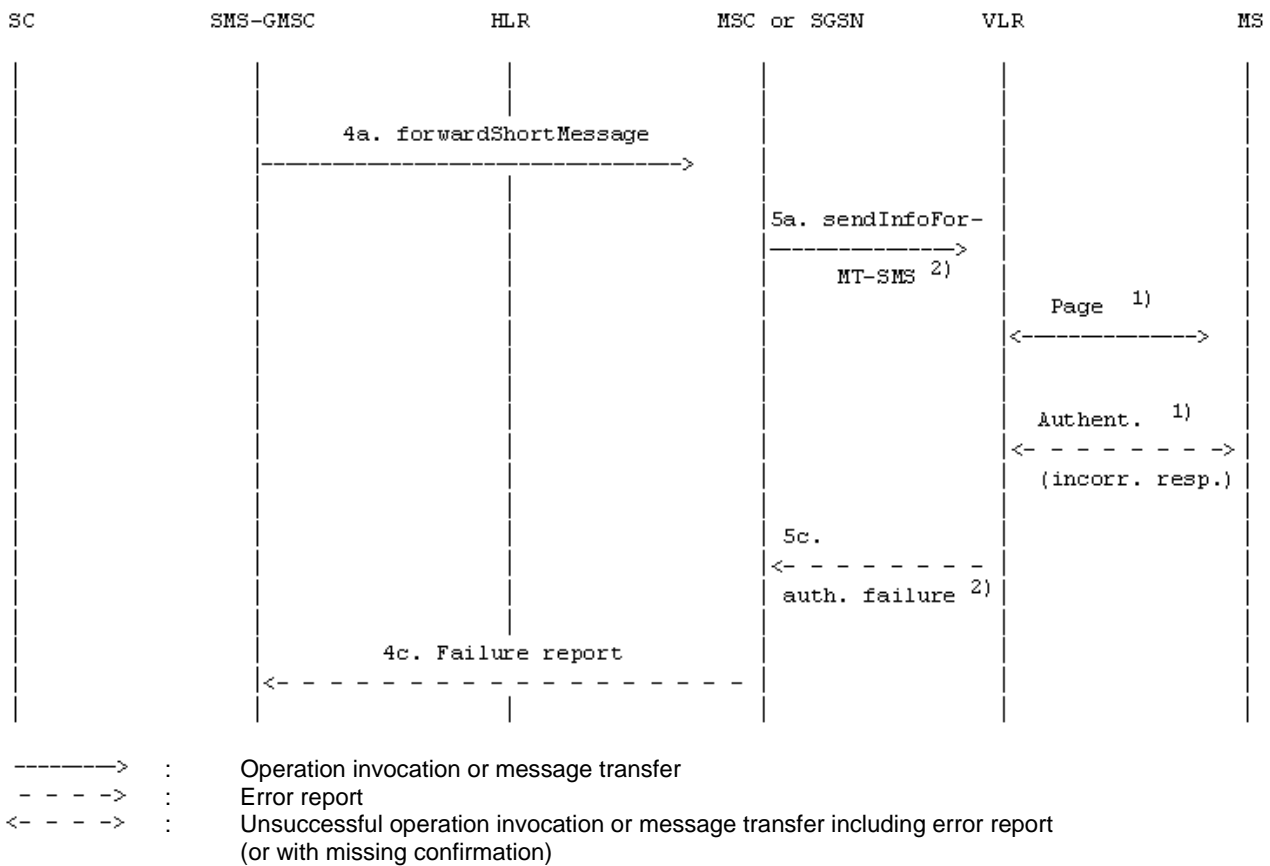 SC SMS-GMSC HLR MSC or SGSN VLR MS
4a. forwardShortMessage
5a. sendInfoFor-
MT-SMS 2)
Page 1)
Authent. 1)
(incorr. resp.)
5c.
auth. failure 2)
4c. Failure report
: Operation invocation or message transfer
: Error report
: Unsuccessful operation invocation or message transfer including error report
(or with missing confirmation)